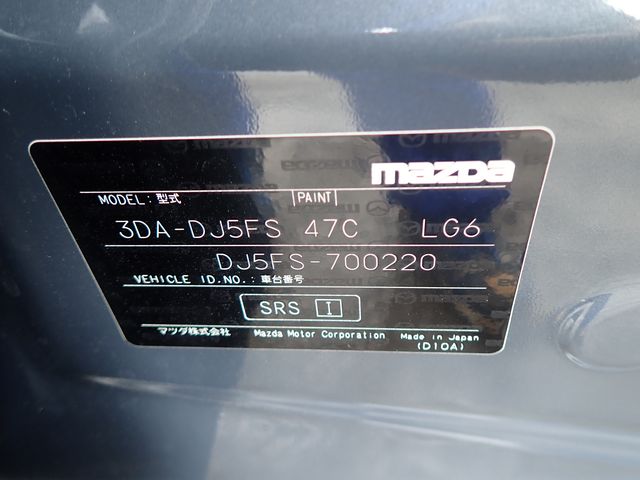 mazda
MODEL: 型式 PAINT
3DA-DJ5FS 47C LG6
DJ5FS-700220
VEHICLE ID.NO.: 車台番号
SRS I
マツダ株式会社 Mazda Motor Corporation Made in Japan
(D10A)